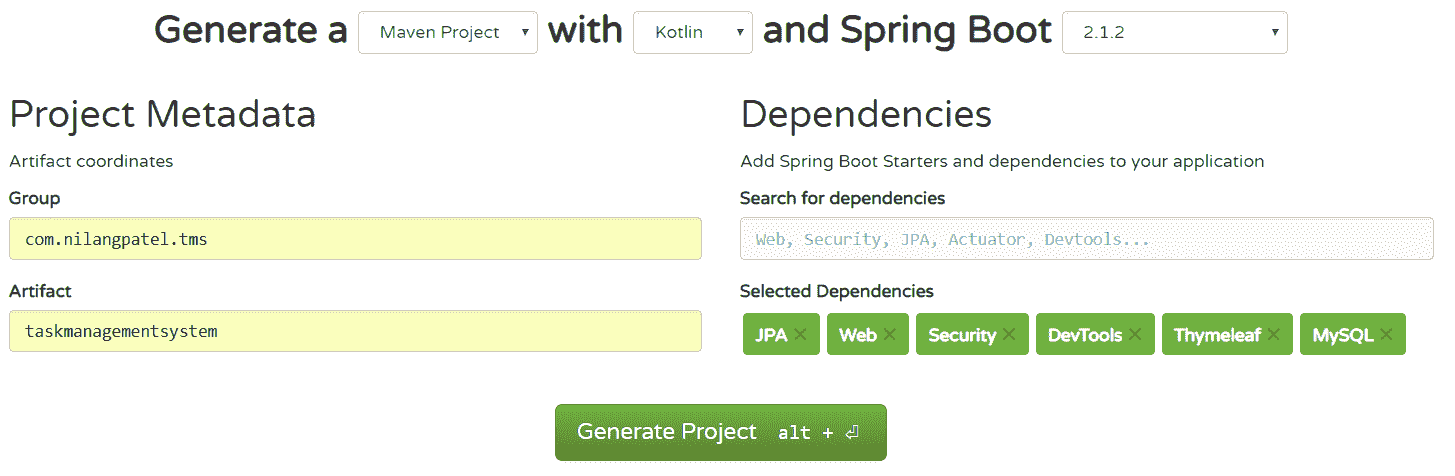 Generate a Maven Project with Kotlin and Spring Boot 2.1.2
Project Metadata
Artifact coordinates
Group
com.nilangpatel.tms
Artifact
taskmanagementsystem
Dependencies
Add Spring Boot Starters and dependencies to your application
Search for dependencies
Web, Security, JPA, Actuator, Devtools...
Selected Dependencies
JPA Web Security DevTools Thymeleaf MySQL
Generate Project alt + ⏎